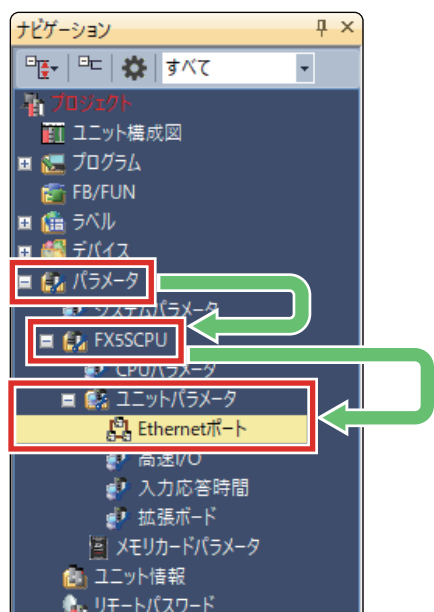 ナビゲーション
すべて
プロジェクト
ユニット構成図
プログラム
FB/FUN
ラベル
デバイス
パラメータ
システムパラメータ
FX5SCPU
CPUパラメータ
ユニットパラメータ
Ethernetポート
高速I/O
入力応答時間
拡張ボード
メモリカードパラメータ
ユニット情報
リモートパスワード